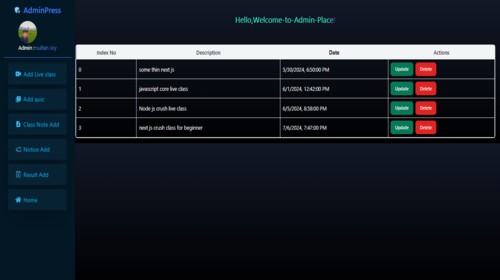 AdminPress
Admin:mullan Joy
Add Live class
Add quiz
Class Note Add
Notice Add
Result Add
Home
Hello,Welcome-to-Admin-Place!
Index No Description Date Actions
0 some thin next js 5/30/2024, 6:50:00 PM Update Delete
1 javascript core live class 6/1/2024, 12:42:00 PM Update Delete
2 Node js crush live class 6/5/2024, 8:58:00 PM Update Delete
3 next js crush class for beginner 7/6/2024, 7:47:00 PM Update Delete